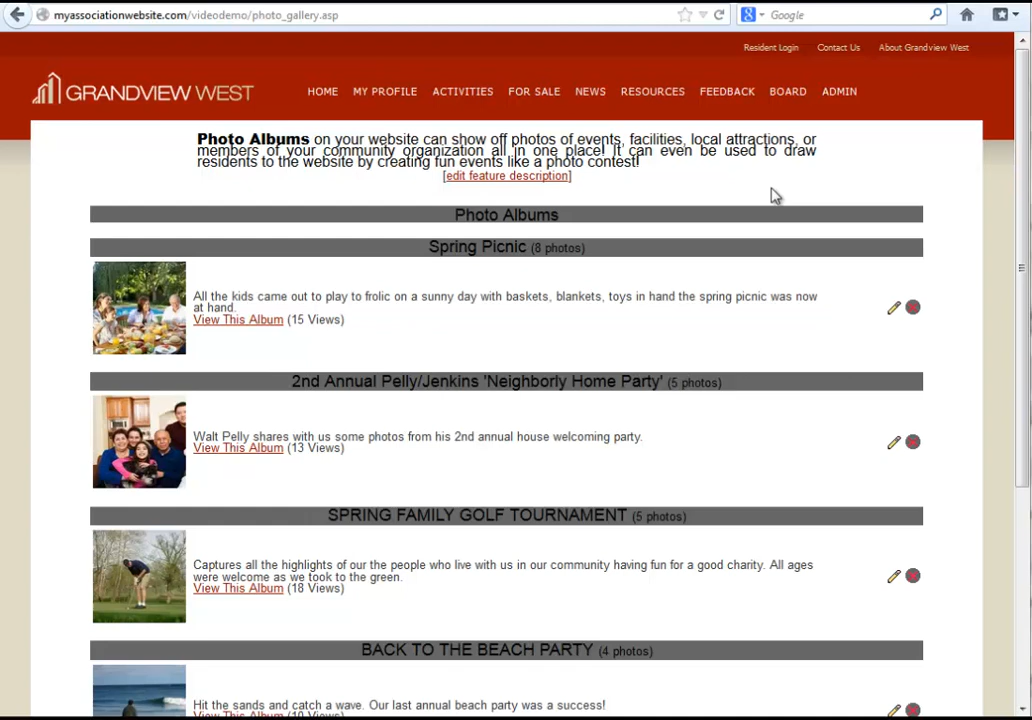 myassociationwebsite.com/videodemo/photo_gallery.asp
Google
Resident Login Contact Us About Grandview West
GRANDVIEW WEST
HOME MY PROFILE ACTIVITIES FOR SALE NEWS RESOURCES FEEDBACK BOARD ADMIN
Photo Albums on your website can show off photos of events, facilities, local attractions, or
members of your community organization all in one place! It can even be used to draw
residents to the website by creating fun events like a photo contest!
[edit feature description]
Photo Albums
Spring Picnic (8 photos)
All the kids came out to play to frolic on a sunny day with baskets, blankets, toys in hand the spring picnic was now
at hand.
View This Album (15 Views)
2nd Annual Pelly/Jenkins 'Neighborly Home Party' (5 photos)
Walt Pelly shares with us some photos from his 2nd annual house welcoming party.
View This Album (13 Views)
SPRING FAMILY GOLF TOURNAMENT (5 photos)
Captures all the highlights of our the people who live with us in our community having fun for a good charity. All ages
were welcome as we took to the green.
View This Album (18 Views)
BACK TO THE BEACH PARTY (4 photos)
Hit the sands and catch a wave. Our last annual beach party was a success!
View This Album (10 Views)